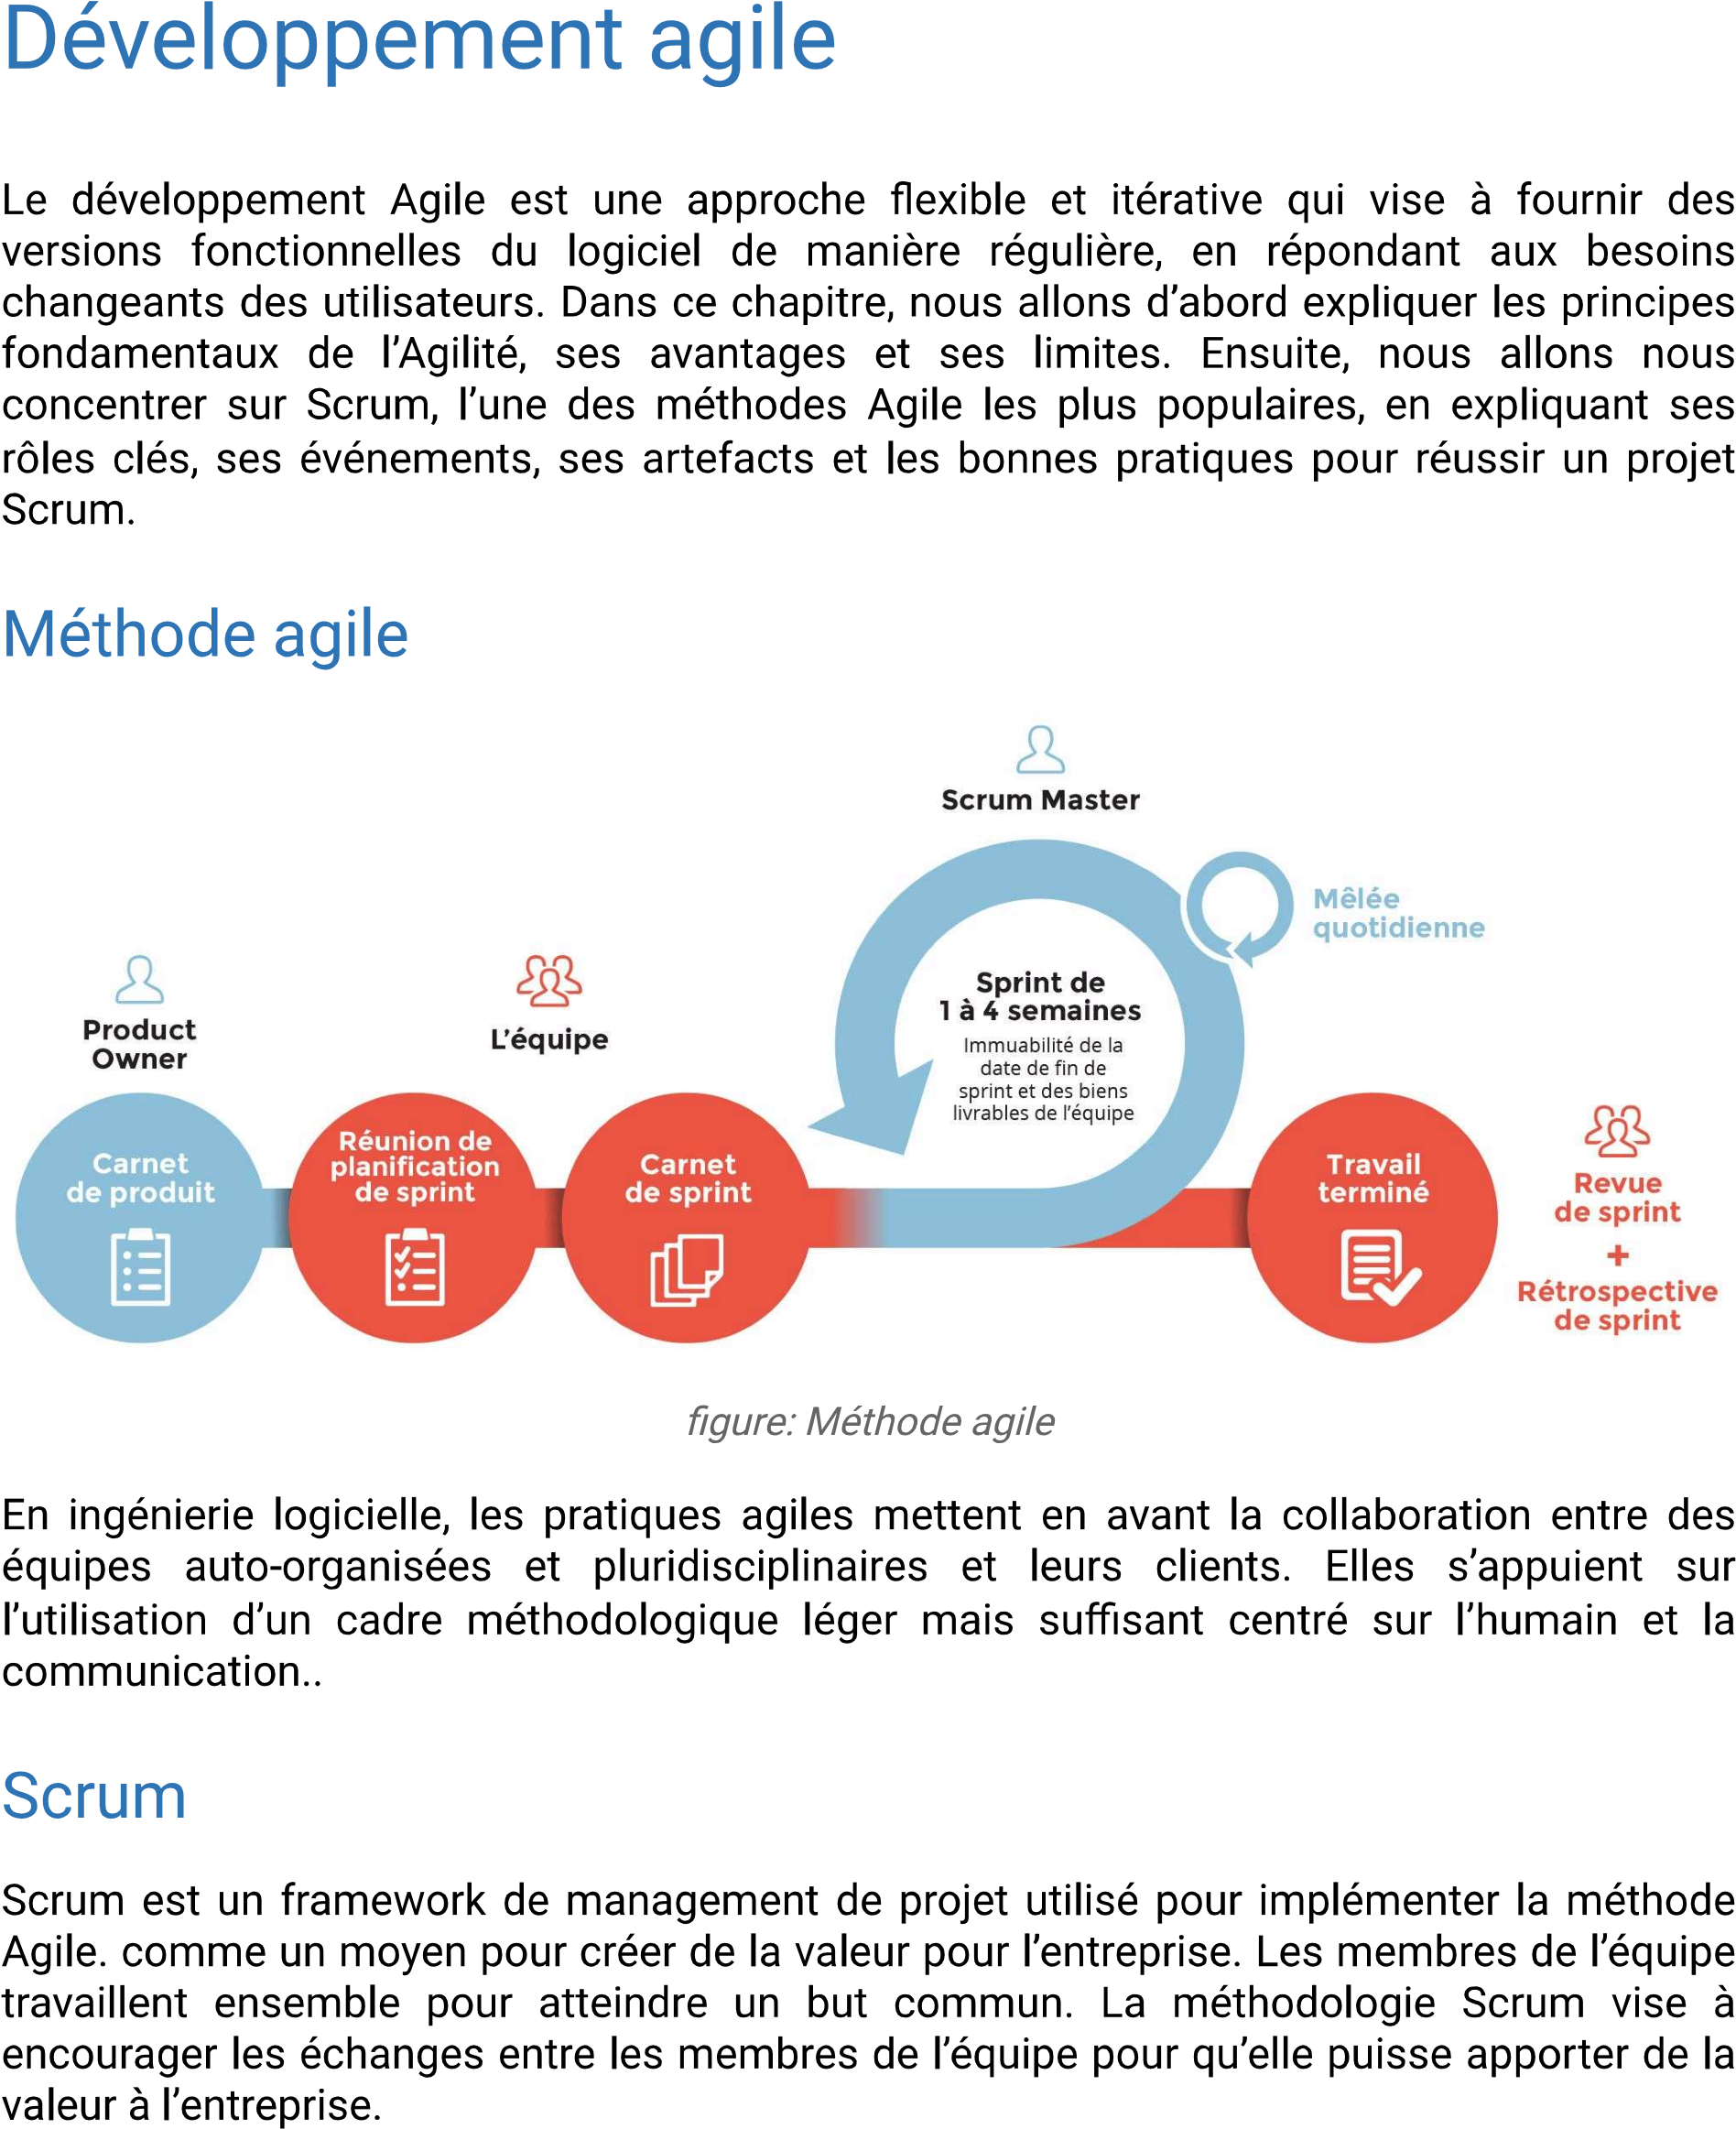 Développement agile
Le développement Agile est une approche flexible et itérative qui vise à fournir des
versions fonctionnelles du logiciel de manière régulière, en répondant aux besoins
changeants des utilisateurs. Dans ce chapitre, nous allons d’abord expliquer les principes
fondamentaux de l’Agilité, ses avantages et ses limites. Ensuite, nous allons nous
concentrer sur Scrum, l’une des méthodes Agile les plus populaires, en expliquant ses
rôles clés, ses événements, ses artefacts et les bonnes pratiques pour réussir un projet
Scrum.
Méthode agile
Scrum Master
Mêlée
quotidienne
Sprint de
1 à 4 semaines
Immuabilité de la
date de fin de
sprint et des biens
livrables de l’équipe
Product
Owner
L’équipe
Carnet
de produit
Réunion de
planification
de sprint
Carnet
de sprint
Travail
terminé
Revue
de sprint
+
Rétrospective
de sprint
figure: Méthode agile
En ingénierie logicielle, les pratiques agiles mettent en avant la collaboration entre des
équipes auto-organisées et pluridisciplinaires et leurs clients. Elles s’appuient sur
l’utilisation d’un cadre méthodologique léger mais suffisant centré sur l’humain et la
communication..
Scrum
Scrum est un framework de management de projet utilisé pour implémenter la méthode
Agile. comme un moyen pour créer de la valeur pour l’entreprise. Les membres de l’équipe
travaillent ensemble pour atteindre un but commun. La méthodologie Scrum vise à
encourager les échanges entre les membres de l’équipe pour qu’elle puisse apporter de la
valeur à l’entreprise.